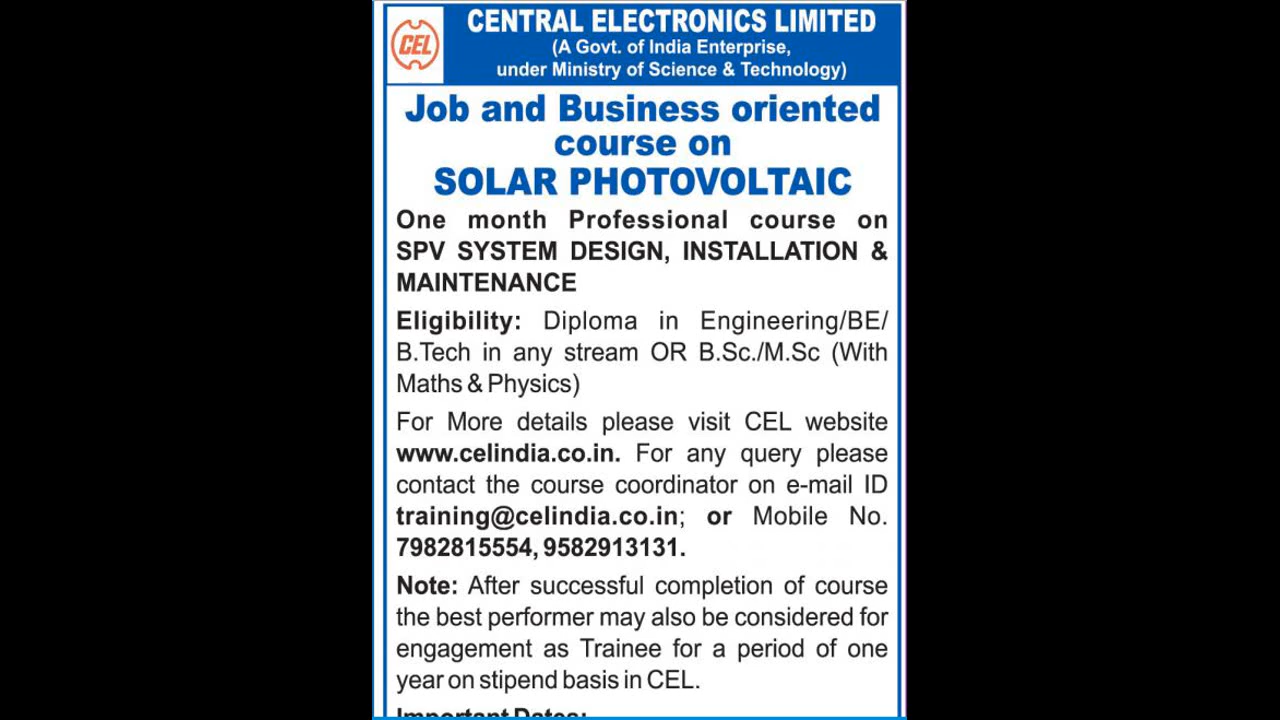 CEL
CENTRAL ELECTRONICS LIMITED
(A Govt. of India Enterprise,
under Ministry of Science & Technology)
Job and Business oriented
course on
SOLAR PHOTOVOLTAIC
One month Professional course on
SPV SYSTEM DESIGN, INSTALLATION &
MAINTENANCE
Eligibility: Diploma in Engineering/BE/
B.Tech in any stream OR B.Sc./M.Sc (With
Maths & Physics)
For More details please visit CEL website
www.celindia.co.in. For any query please
contact the course coordinator on e-mail ID
training@celindia.co.in; or Mobile No.
7982815554, 9582913131.
Note: After successful completion of course
the best performer may also be considered for
engagement as Trainee for a period of one
year on stipend basis in CEL.
Important Dates: